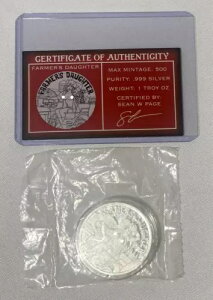 CERTIFICATE OF AUTHENTICITY
FARMER'S DAUGHTER
MAX MINTAGE: 500
PURITY: .999 SILVER
WEIGHT: 1 TROY OZ
CERTIFIED BY:
SEAN W PAGE
FARMERS DAUGHTER